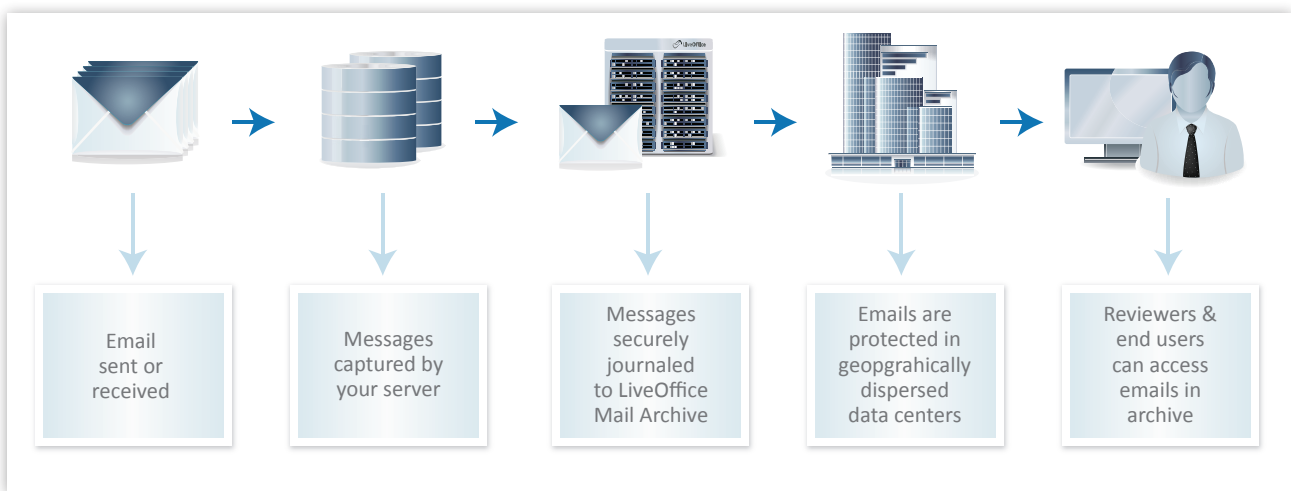 LiveOffice
Email
sent or
received
Messages
captured by
your server
Messages
securely
journaled
to LiveOffice
Mail Archive
Emails are
protected in
geopgrahically
dispersed
data centers
Reviewers &
end users
can access
emails in
archive